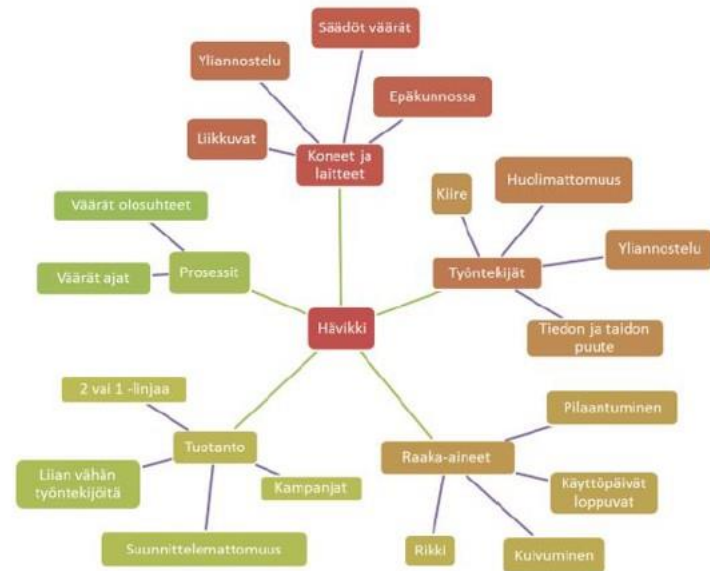 Säädöt väärät
Yliannostelu
Epäkunnossa
Liikkuvat
Koneet ja
laitteet
Väärät olosuhteet
Väärät ajat
Prosessit
Kiire
Huolimattomuus
Yliannostelu
Työntekijät
Tiedon ja taidon
puute
Hävikki
2 vai 1 -linjaa
Tuotanto
Liian vähän
työntekijöitä
Kampanjat
Suunnittelemattomuus
Pilaantuminen
Raaka-aineet
Käyttöpäivät
loppuvat
Rikki
Kuivuminen